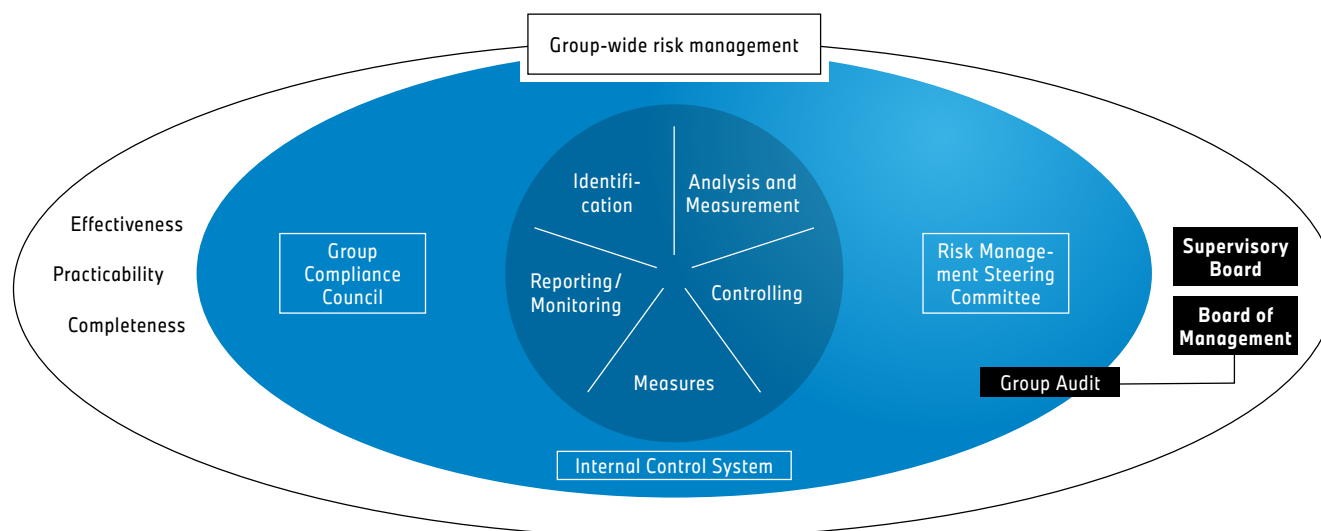 Group-wide risk management
Identifi-
cation
Analysis and
Measurement
Effectiveness
Practicability
Completeness
Group
Compliance
Council
Reporting/
Monitoring
Controlling
Risk Manage-
ment Steering
Committee
Supervisory
Board
Board of
Management
Measures
Group Audit
Internal Control System